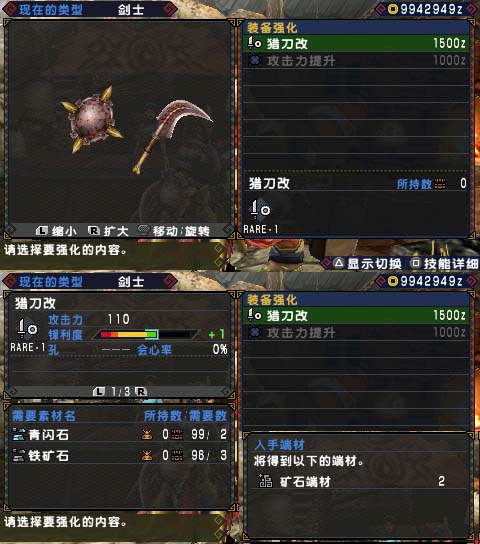 现在的类型 剑士
9942949z
装备强化
猎刀改 1500z
攻击力提升 1000z
猎刀改 所持数 0
RARE-1
L 缩小 R 扩大 移动/旋转
请选择要强化的内容。
△ 显示切换 □ 技能详细
现在的类型 剑士
9942949z
猎刀改
攻击力 110
锋利度 +1
RARE-1
孔 --- 会心率 0%
L 1/3 R
需要素材名 所持数/需要数
青闪石 0 99/ 2
铁矿石 0 96/ 3
请选择要强化的内容。
装备强化
猎刀改 1500z
攻击力提升 1000z
入手端材
将得到以下的端材。
矿石端材 2